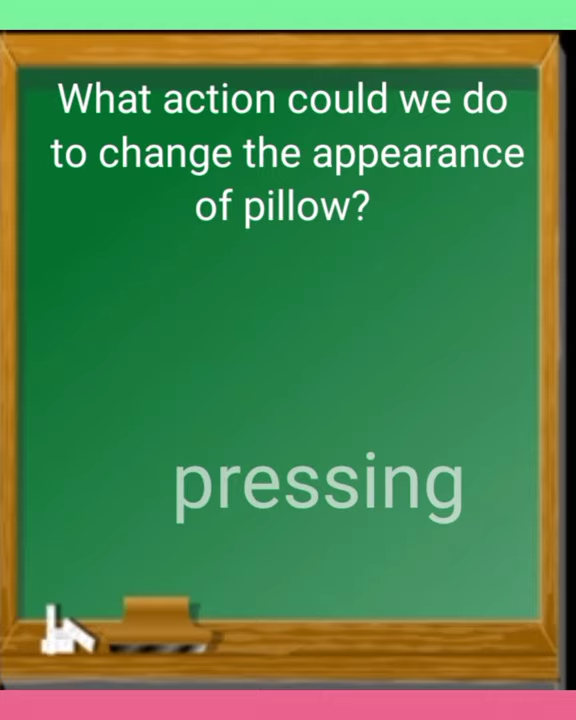 What action could we do
to change the appearance
of pillow?
pressing